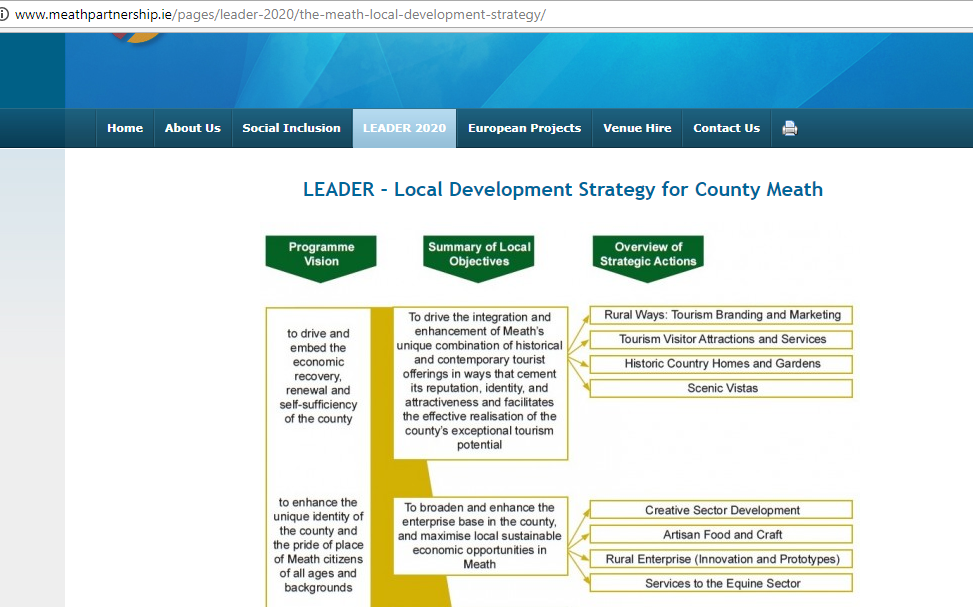 www.meathpartnership.ie/pages/leader-2020/the-meath-local-development-strategy/
Home
About Us
Social Inclusion
LEADER 2020
European Projects
Venue Hire
Contact Us
LEADER - Local Development Strategy for County Meath
Programme
Vision
Summary of Local
Objectives
Overview of
Strategic Actions
to drive and
embed the
economic
recovery,
renewal and
self-sufficiency
of the county
To drive the integration and
enhancement of Meath's
unique combination of historical
and contemporary tourist
offerings in ways that cement
its reputation, identity, and
attractiveness and facilitates
the effective realisation of the
county's exceptional tourism
potential
Rural Ways: Tourism Branding and Marketing
Tourism Visitor Attractions and Services
Historic Country Homes and Gardens
Scenic Vistas
to enhance the
unique identity of
the county and
the pride of place
of Meath citizens
of all ages and
backgrounds
To broaden and enhance the
enterprise base in the county,
and maximise local sustainable
economic opportunities in
Meath
Creative Sector Development
Artisan Food and Craft
Rural Enterprise (Innovation and Prototypes)
Services to the Equine Sector